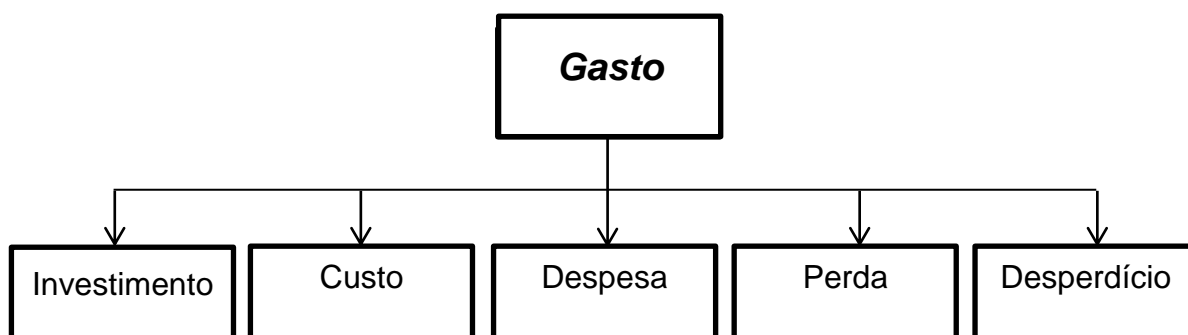 Gasto
Investimento
Custo
Despesa
Perda
Desperdício